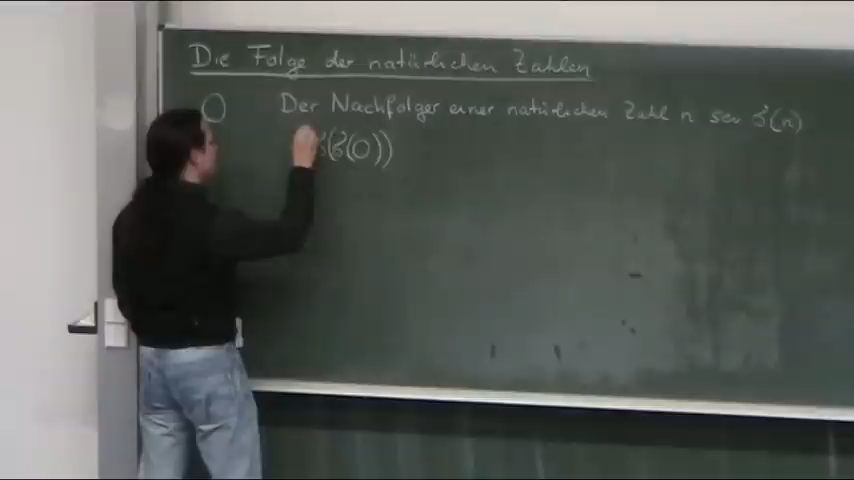 Die Folge der natürlichen Zahlen
0 Der Nachfolger einer natürlichen Zahl n sei σ(n)
σ(σ(0))